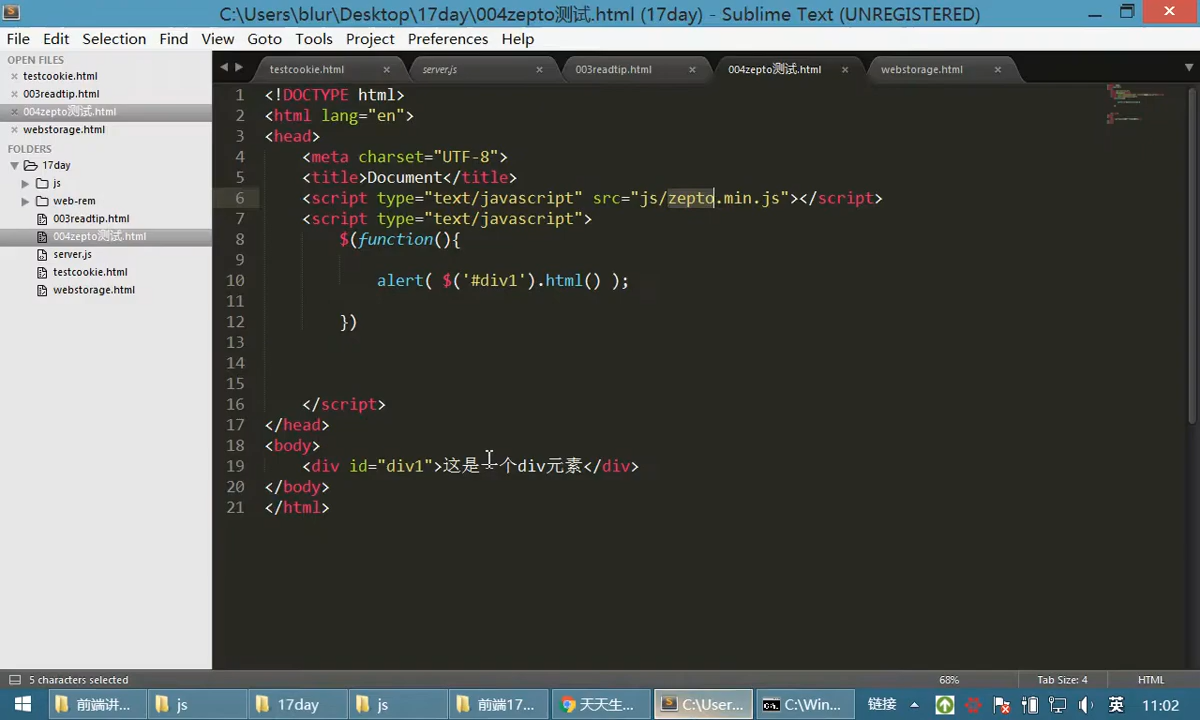 C:\Users\blur\Desktop\17day\004zepto测试.html (17day) - Sublime Text (UNREGISTERED)
File Edit Selection Find View Goto Tools Project Preferences Help
OPEN FILES
testcookie.html
003readtip.html
004zepto测试.html
webstorage.html
FOLDERS
17day
js
web-rem
003readtip.html
004zepto测试.html
server.js
testcookie.html
webstorage.html
testcookie.html server.js 003readtip.html 004zepto测试.html webstorage.html
1 <!DOCTYPE html>
2 <html lang="en">
3 <head>
4 <meta charset="UTF-8">
5 <title>Document</title>
6 <script type="text/javascript" src="js/zepto.min.js"></script>
7 <script type="text/javascript">
8 $(function(){
9
10 alert( $('#div1').html() );
11
12 })
13
14
15
16 </script>
17 </head>
18 <body>
19 <div id="div1">这是一个div元素</div>
20 </body>
21 </html>
5 characters selected 68% Tab Size: 4 HTML
前端讲... js 17day js 前端17... 天天生... C:\User... C:\Win... 链接 英 11:02